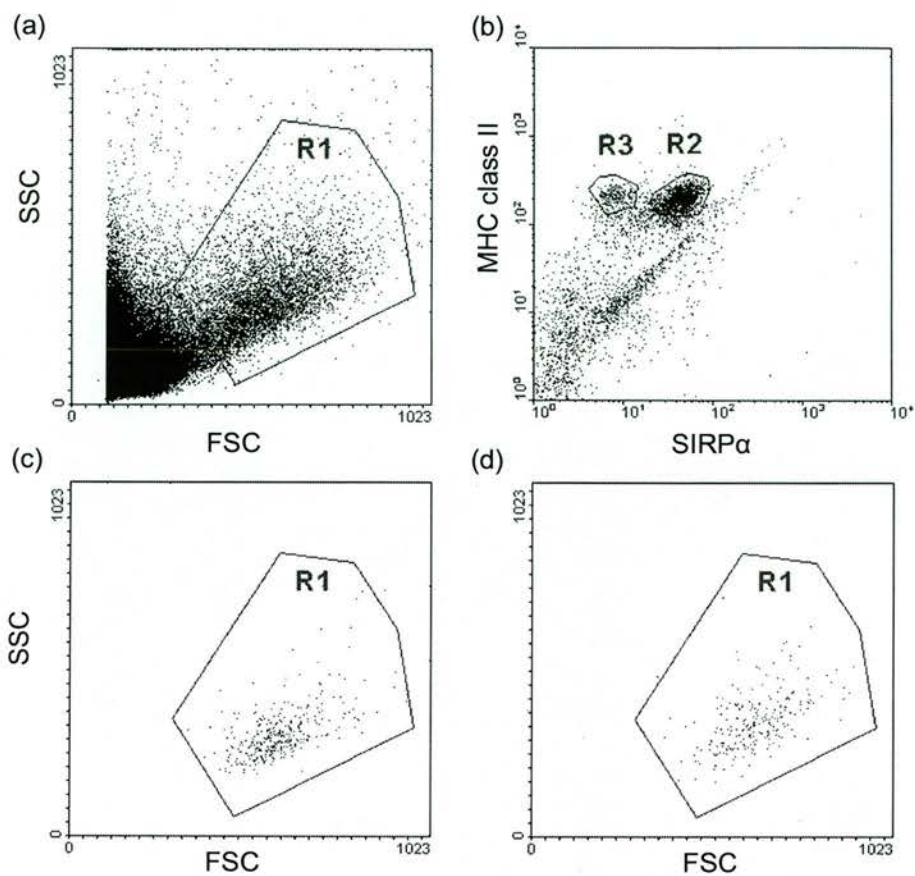 (a)
1023
SSC
R1
0
0
FSC
1023
(b)
10⁴
10³
MHC class II
R3
R2
10²
10¹
10⁰
10⁰
10¹
10²
10³
10⁴
SIRPα
(c)
1023
SSC
R1
0
0
FSC
1023
(d)
1023
R1
0
0
FSC
1023